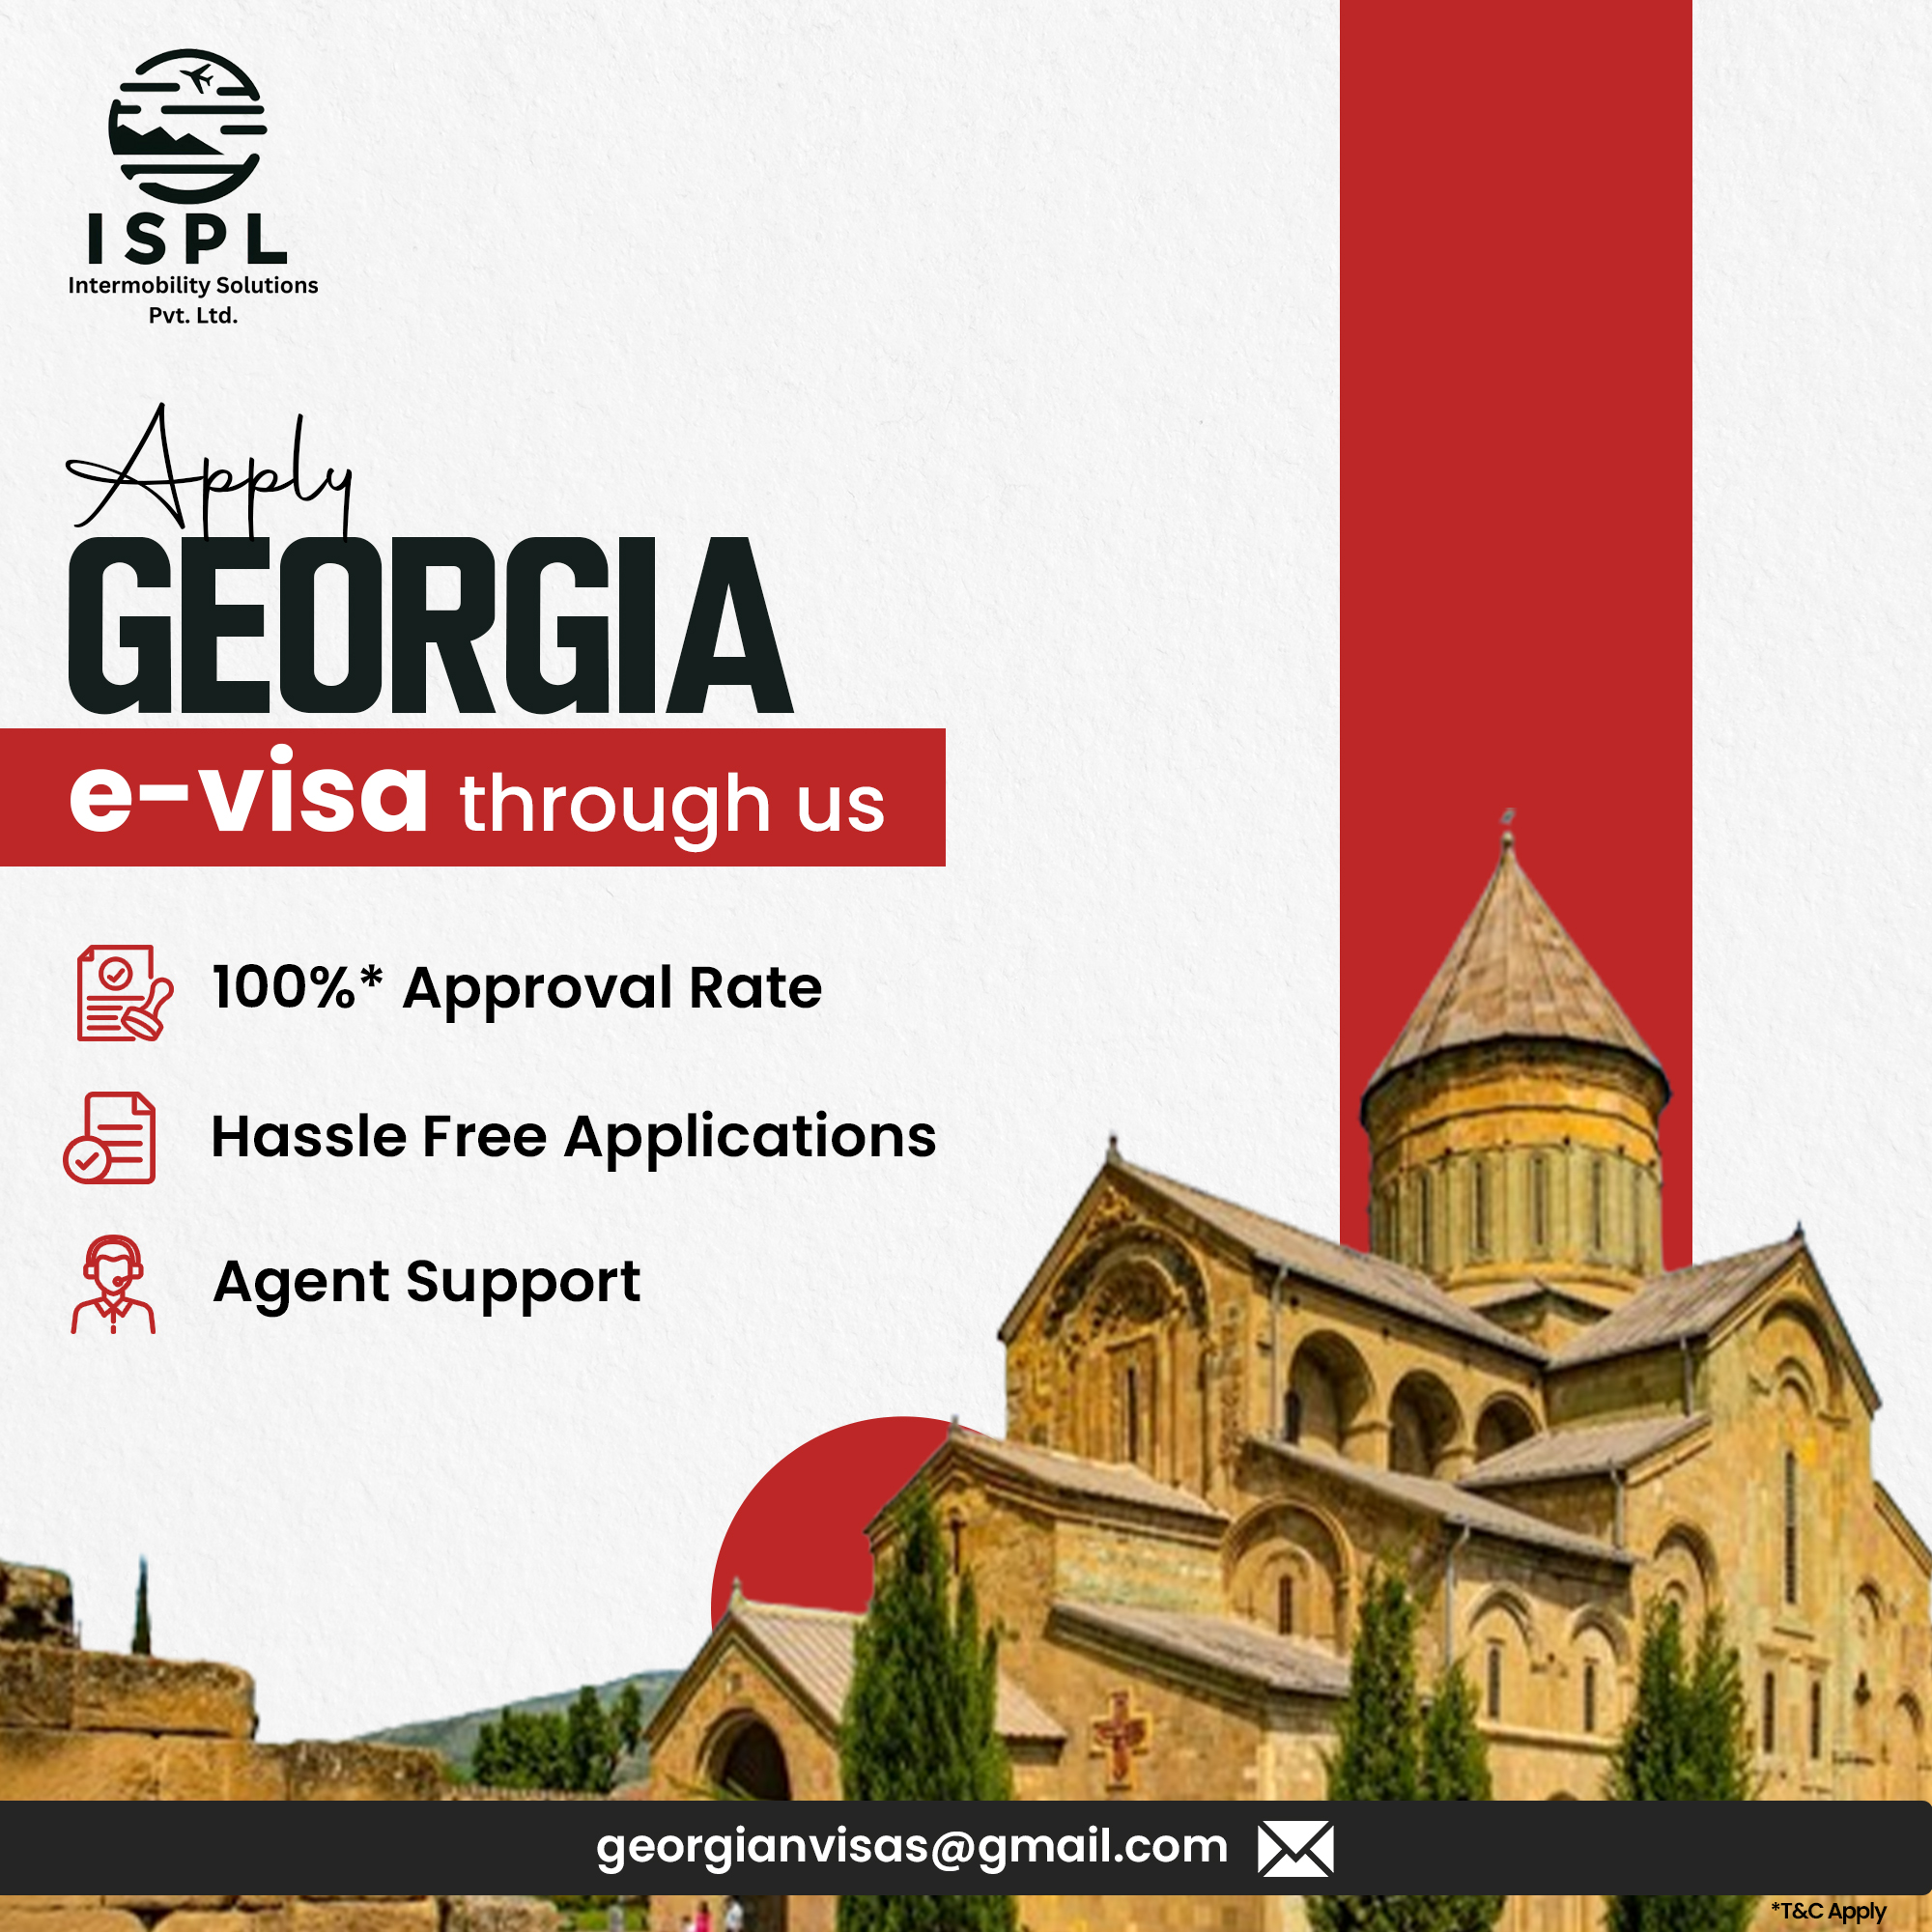 ISPL
Intermobility Solutions
Pvt. Ltd.
Apply
GEORGIA
e-visa through us
100%* Approval Rate
Hassle Free Applications
Agent Support
georgianvisas@gmail.com
*T&C Apply